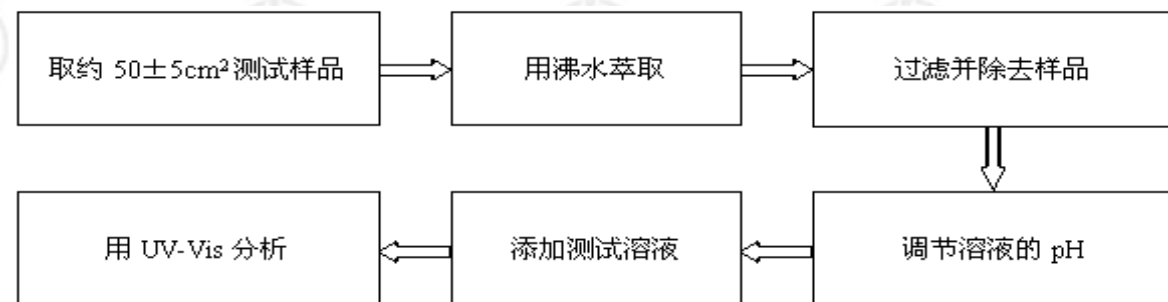 取约 50±5cm² 测试样品
用沸水萃取
过滤并除去样品
调节溶液的 pH
添加测试溶液
用 UV-Vis 分析